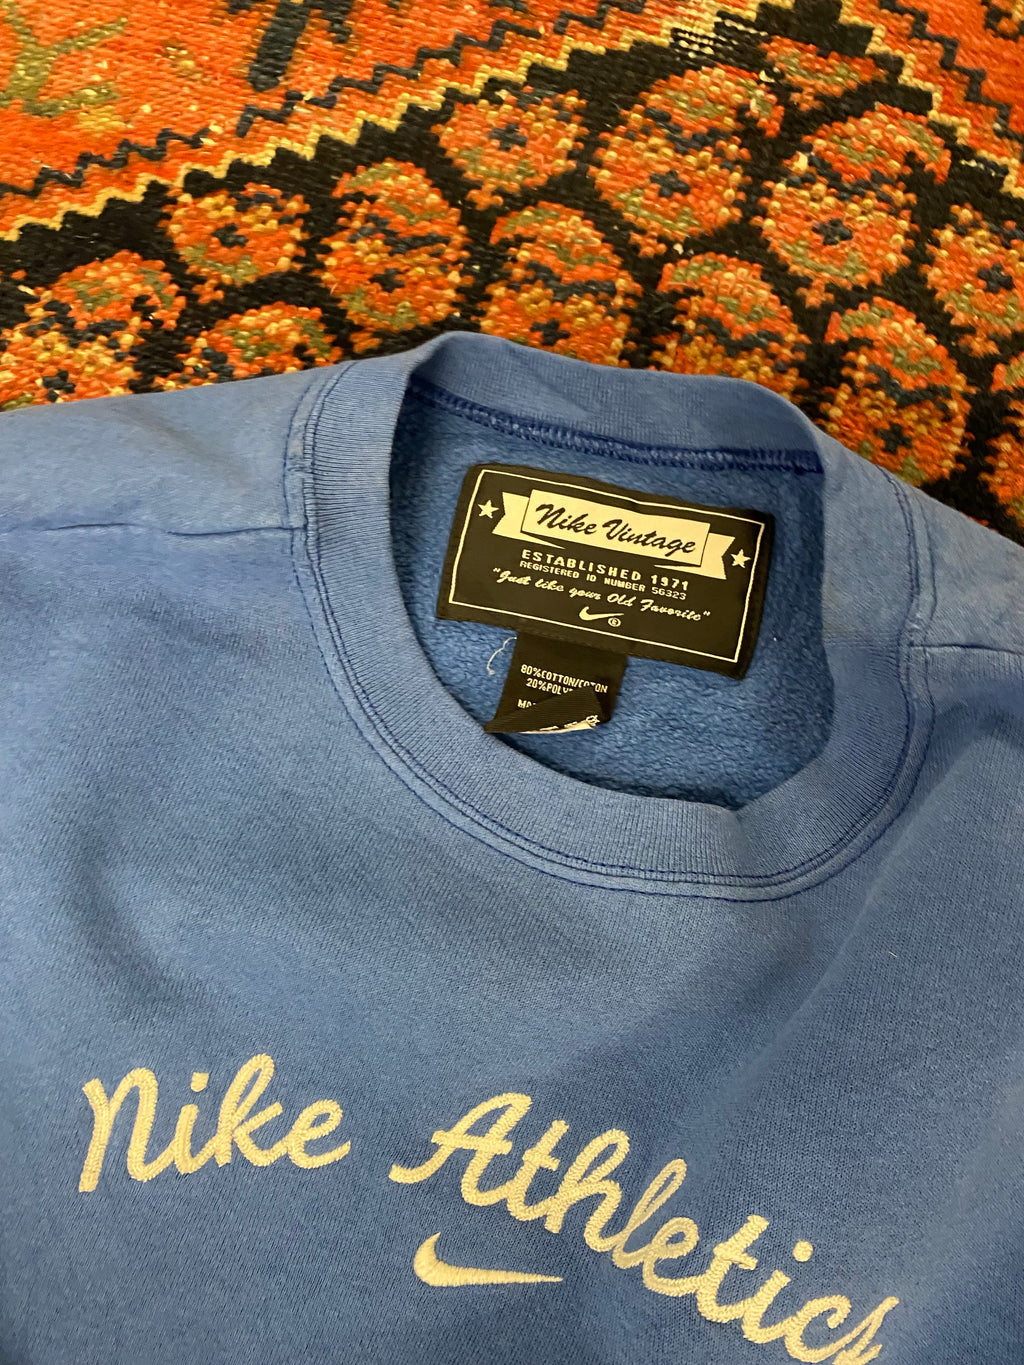 Nike Vintage
ESTABLISHED 1971
REGISTERED ID NUMBER 56323
"Just like your Old Favorite"
®
80%COTTON/COTON
20%POLY
Nike Athletics